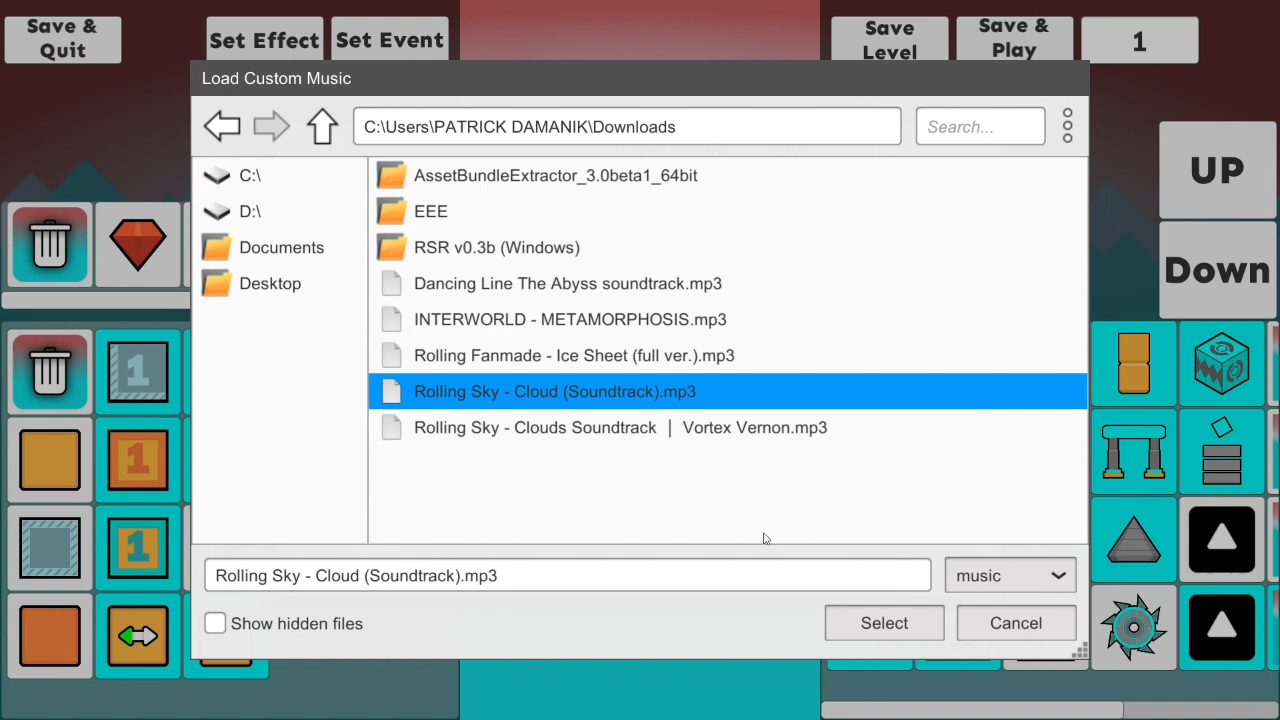 Save &
Quit
Set Effect
Set Event
Save
Level
Save &
Play
1
Load Custom Music
C:\Users\PATRICK DAMANIK\Downloads
Search...
C:\
D:\
Documents
Desktop
AssetBundleExtractor_3.0beta1_64bit
EEE
RSR v0.3b (Windows)
Dancing Line The Abyss soundtrack.mp3
INTERWORLD - METAMORPHOSIS.mp3
Rolling Fanmade - Ice Sheet (full ver.).mp3
Rolling Sky - Cloud (Soundtrack).mp3
Rolling Sky - Clouds Soundtrack | Vortex Vernon.mp3
UP
Down
1
1
1
Rolling Sky - Cloud (Soundtrack).mp3
music
Show hidden files
Select
Cancel